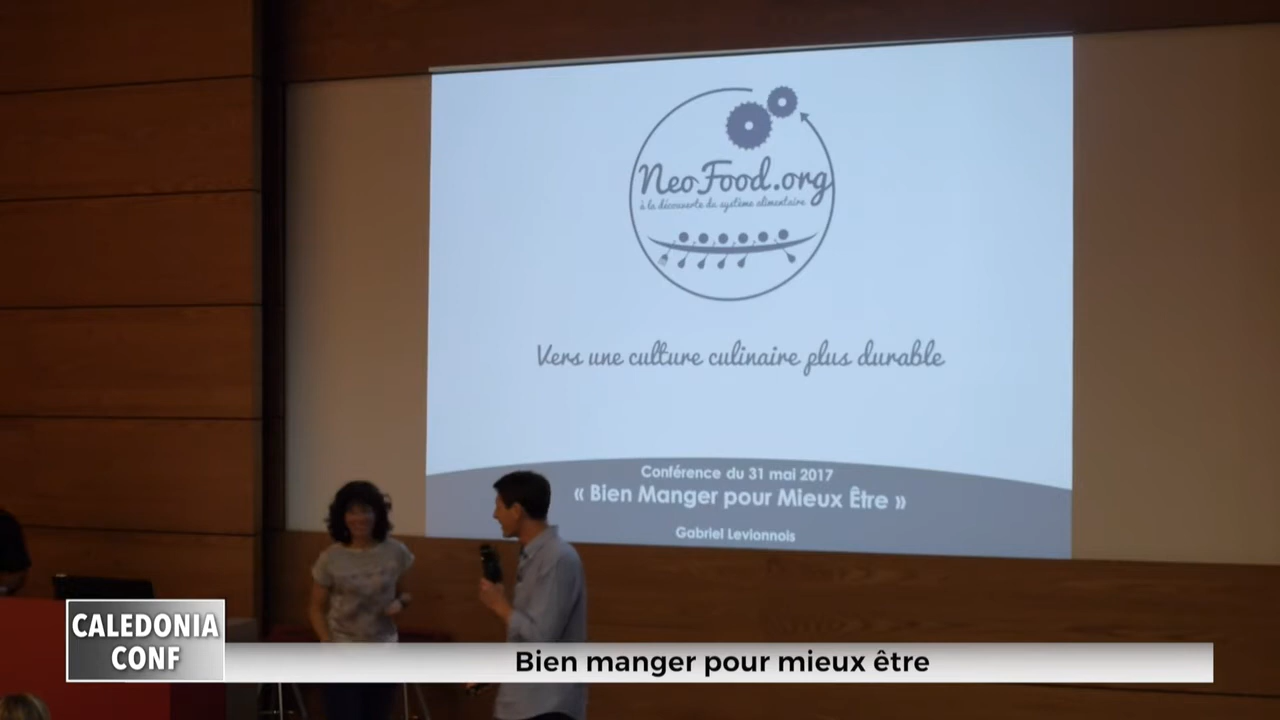 NeoFood.org
à la découverte du système alimentaire
Vers une culture culinaire plus durable
Conférence du 31 mai 2017
« Bien Manger pour Mieux Être »
Gabriel Levionnois
CALEDONIA
CONF
Bien manger pour mieux être